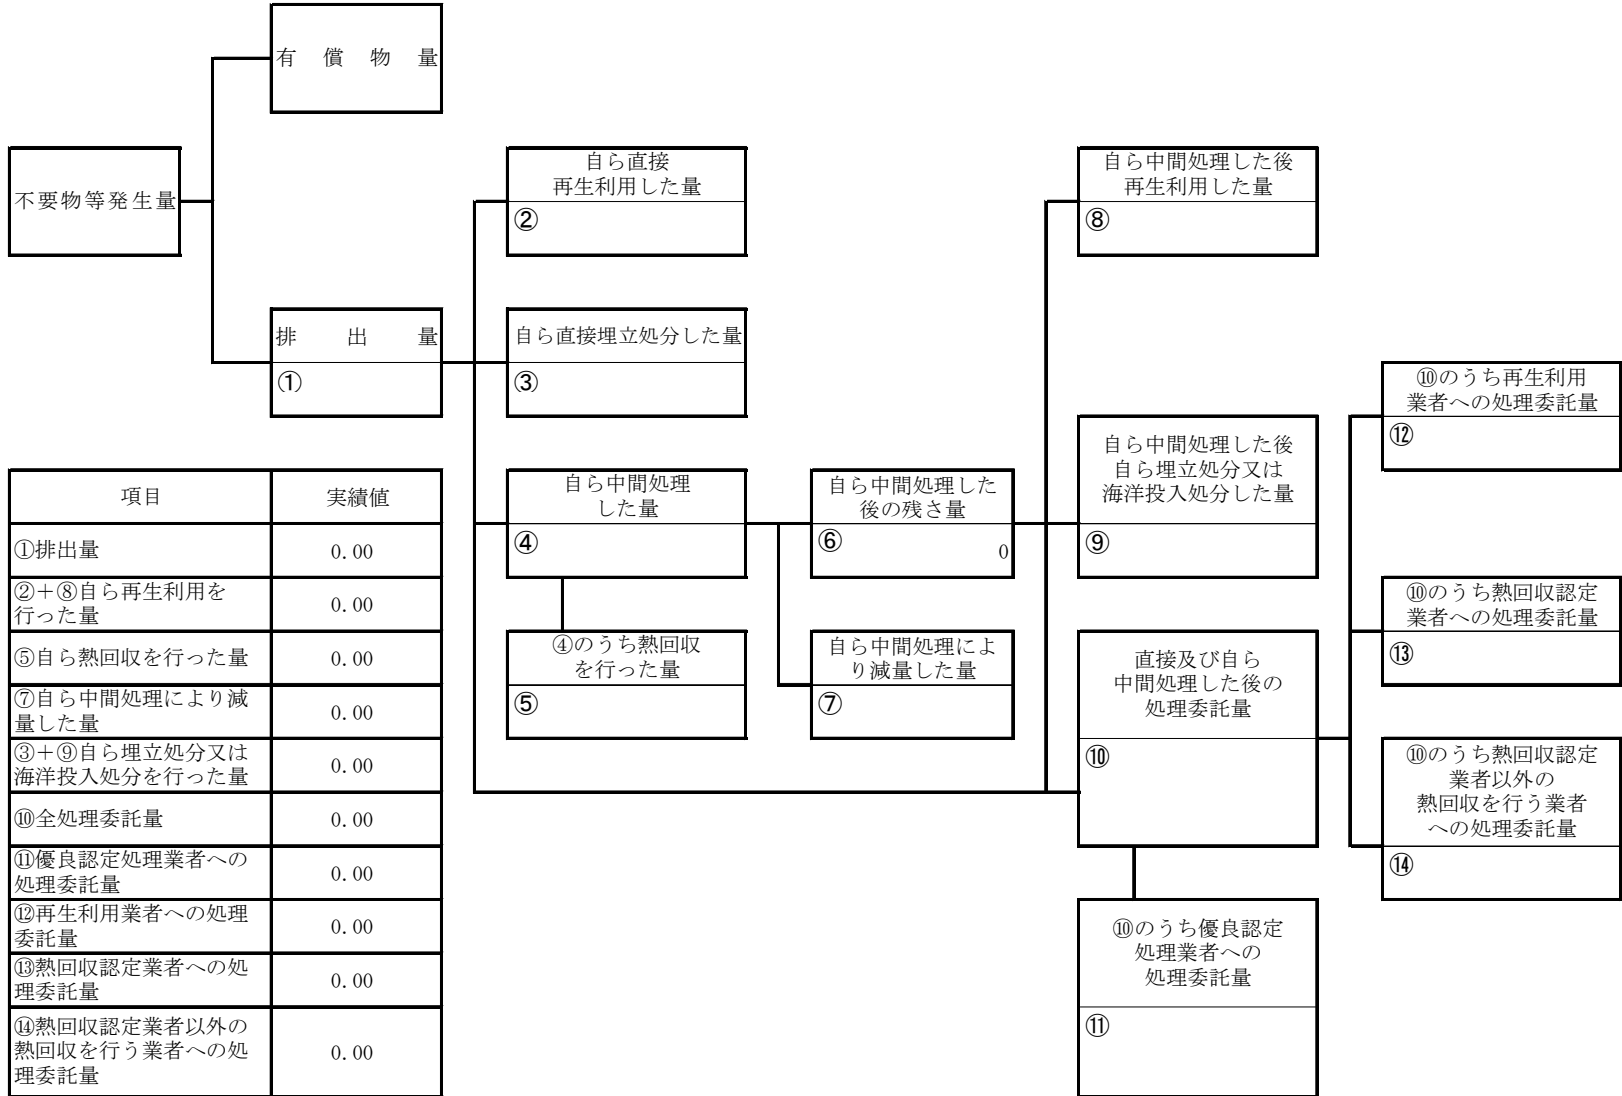 有償物量
不要物等発生量
排出量
①
自ら直接
再生利用した量
②
自ら直接埋立処分した量
③
自ら中間処理
した量
④
④のうち熱回収
を行った量
⑤
自ら中間処理した
後の残さ量
⑥
0
自ら中間処理によ
り減量した量
⑦
自ら中間処理した後
再生利用した量
⑧
自ら中間処理した後
自ら埋立処分又は
海洋投入処分した量
⑨
直接及び自ら
中間処理した後の
処理委託量
⑩
⑩のうち優良認定
処理業者への
処理委託量
⑪
⑩のうち再生利用
業者への処理委託量
⑫
⑩のうち熱回収認定
業者への処理委託量
⑬
⑩のうち熱回収認定
業者以外の
熱回収を行う業者
への処理委託量
⑭
項目 実績値
①排出量 0.00
②＋⑧自ら再生利用を
行った量 0.00
⑤自ら熱回収を行った量 0.00
⑦自ら中間処理により減
量した量 0.00
③＋⑨自ら埋立処分又は
海洋投入処分を行った量 0.00
⑩全処理委託量 0.00
⑪優良認定処理業者への
処理委託量 0.00
⑫再生利用業者への処理
委託量 0.00
⑬熱回収認定業者への処
理委託量 0.00
⑭熱回収認定業者以外の
熱回収を行う業者への処
理委託量 0.00